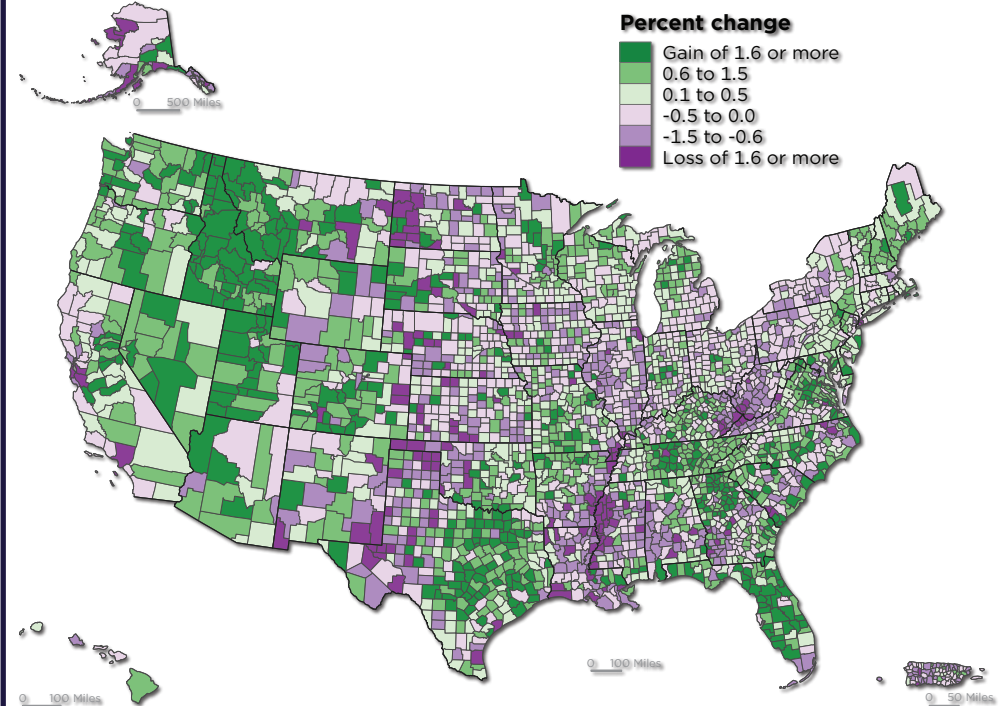 Percent change
Gain of 1.6 or more
0.6 to 1.5
0.1 to 0.5
-0.5 to 0.0
-1.5 to -0.6
Loss of 1.6 or more
0 500 Miles
0 100 Miles
0 100 Miles
0 50 Miles